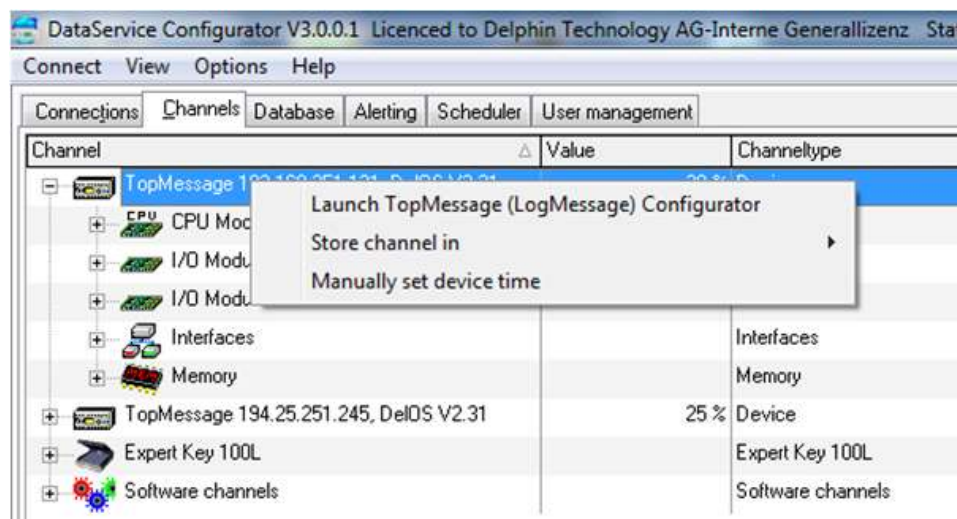 DataService Configurator V3.0.0.1 Licenced to Delphin Technology AG-Interne Generallizenz Sta
Connect View Options Help
Connections Channels Database Alerting Scheduler User management
Channel Value Channeltype
TopMessage
Launch TopMessage (LogMessage) Configurator
CPU Mod
Store channel in
I/O Modu
Manually set device time
I/O Modu
Interfaces Interfaces
Memory Memory
TopMessage 194.25.251.245, DelOS V2.31 25 % Device
Expert Key 100L Expert Key 100L
Software channels Software channels